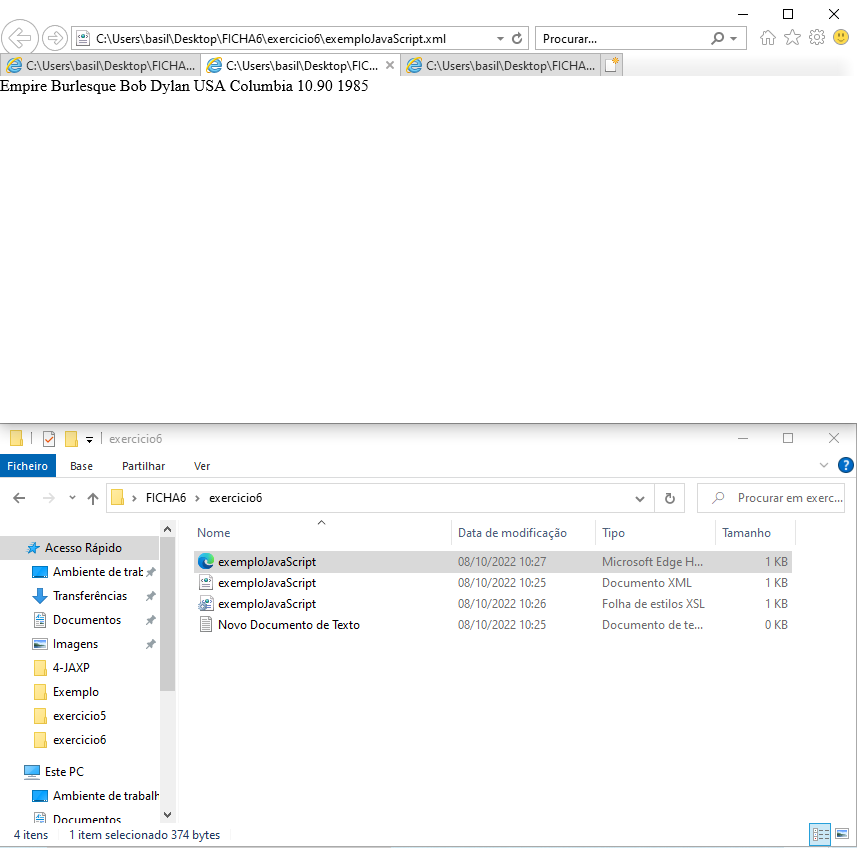 C:\Users\basil\Desktop\FICHA6\exercicio6\exemploJavaScript.xml
Procurar...
C:\Users\basil\Desktop\FICHA...
C:\Users\basil\Desktop\FIC...
C:\Users\basil\Desktop\FICHA...
Empire Burlesque Bob Dylan USA Columbia 10.90 1985
exercicio6
Ficheiro Base Partilhar Ver
FICHA6 > exercicio6
Procurar em exerc...
Nome Data de modificação Tipo Tamanho
Acesso Rápido
Ambiente de trab
Transferências
Documentos
Imagens
4-JAXP
Exemplo
exercicio5
exercicio6
Este PC
Ambiente de trabalh
Documentos
exemploJavaScript 08/10/2022 10:27 Microsoft Edge H... 1 KB
exemploJavaScript 08/10/2022 10:25 Documento XML 1 KB
exemploJavaScript 08/10/2022 10:26 Folha de estilos XSL 1 KB
Novo Documento de Texto 08/10/2022 10:25 Documento de te... 0 KB
4 itens 1 item selecionado 374 bytes